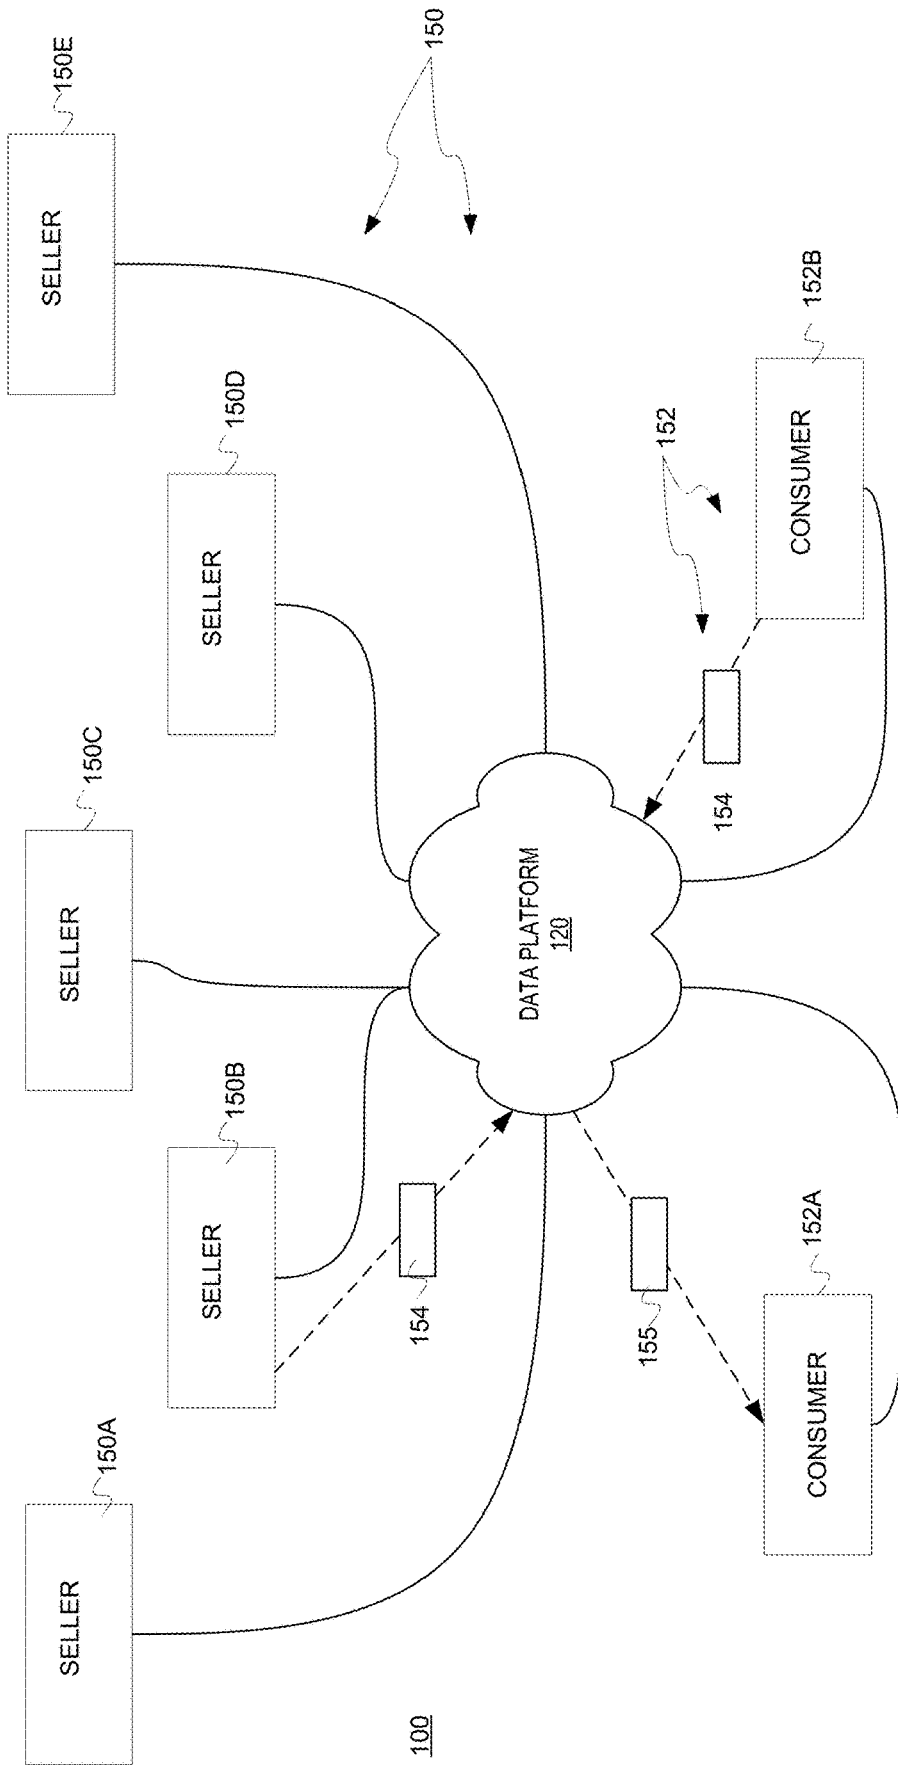 100
SELLER
150A
SELLER
150B
SELLER
150C
SELLER
150D
SELLER
150E
150
154
DATA PLATFORM
120
155
154
152
CONSUMER
152A
CONSUMER
152B